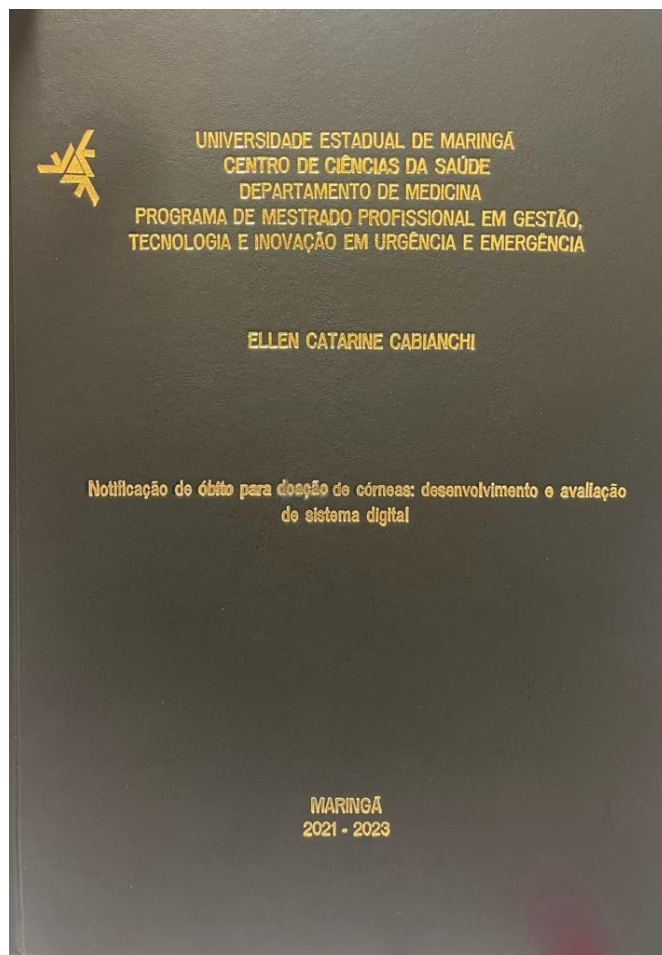 UNIVERSIDADE ESTADUAL DE MARINGÁ
CENTRO DE CIÊNCIAS DA SAÚDE
DEPARTAMENTO DE MEDICINA
PROGRAMA DE MESTRADO PROFISSIONAL EM GESTÃO,
TECNOLOGIA E INOVAÇÃO EM URGÊNCIA E EMERGÊNCIA
ELLEN CATARINE CABIANCHI
Notificação de óbito para doação de córneas: desenvolvimento e avaliação
de sistema digital
MARINGÁ
2021 - 2023